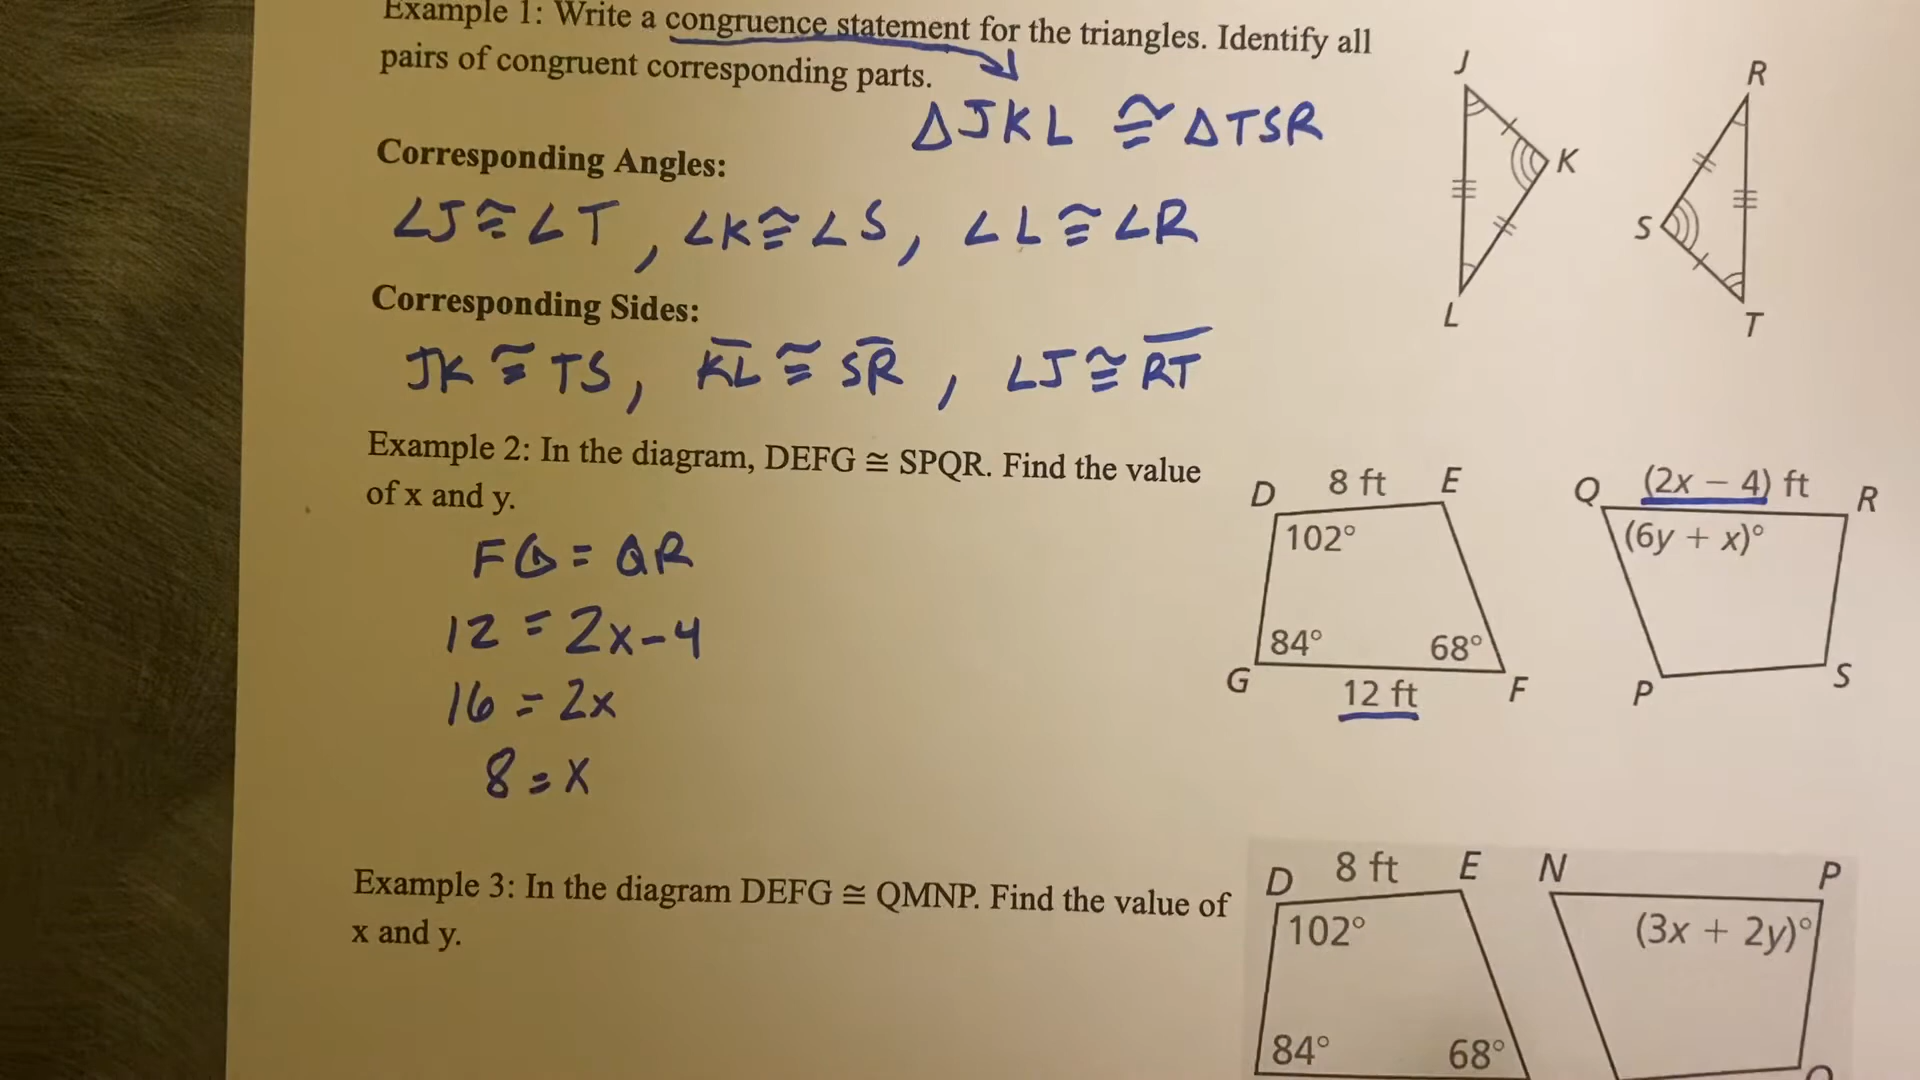 Example 1: Write a congruence statement for the triangles. Identify all
pairs of congruent corresponding parts.
△JKL ≅ △TSR
Corresponding Angles:
∠J ≅ ∠T , ∠K ≅ ∠S , ∠L ≅ ∠R
Corresponding Sides:
JK ≅ TS , KL ≅ SR , LJ ≅ RT
J
K
L
R
S
T
Example 2: In the diagram, DEFG ≅ SPQR. Find the value
of x and y.
FG = QR
12 = 2x-4
16 = 2x
8 = x
D 8 ft E
102°
84° 68°
G 12 ft F
Q (2x – 4) ft R
(6y + x)°
P S
Example 3: In the diagram DEFG ≅ QMNP. Find the value of
x and y.
D 8 ft E
102°
84° 68°
N P
(3x + 2y)°